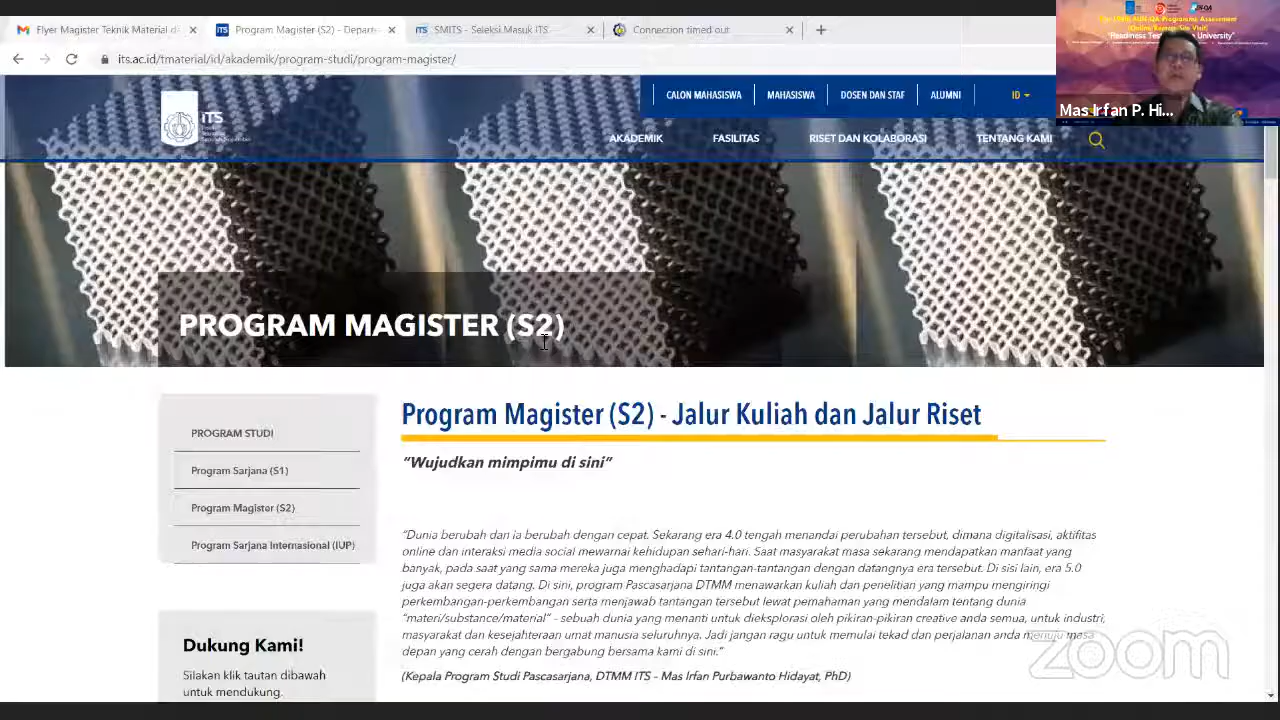 Flyer Magister Teknik Material d
Program Magister (S2) - Depart
SMITS - Seleksi Masuk ITS
Connection timed out
its.ac.id/tmaterial/id/akademik/program-studi/program-magister/
AUN-QA Programme Assessment
Mas Irfan P. Hi...
CALON MAHASISWA
MAHASISWA
DOSEN DAN STAF
ALUMNI
ID
iTS
AKADEMIK
FASILITAS
RISET DAN KOLABORASI
TENTANG KAMI
PROGRAM MAGISTER (S2)
PROGRAM STUDI
Program Sarjana (S1)
Program Magister (S2)
Program Sarjana Internasional (IUP)
Dukung Kami!
Silakan klik tautan dibawah
untuk mendukung.
Program Magister (S2) - Jalur Kuliah dan Jalur Riset
"Wujudkan mimpimu di sini"
"Dunia berubah dan ia berubah dengan cepat. Sekarang era 4.0 tengah menandai perubahan tersebut, dimana digitalisasi, aktifitas
online dan interaksi media social mewarnai kehidupan sehari-hari. Saat masyarakat masa sekarang mendapatkan manfaat yang
banyak, pada saat yang sama mereka juga menghadapi tantangan-tantangan dengan datangnya era tersebut. Di sisi lain, era 5.0
juga akan segera datang. Di sini, program Pascasarjana DTMM menawarkan kuliah dan penelitian yang mampu mengiringi
perkembangan-perkembangan serta menjawab tantangan tersebut lewat pemahaman yang mendalam tentang dunia
"materi/substance/material" - sebuah dunia yang menanti untuk dieksplorasi oleh pikiran-pikiran creative anda semua, untuk industri,
masyarakat dan kesejahteraan umat manusia seluruhnya. Jadi jangan ragu untuk memulai tekad dan perjalanan anda menuju masa
depan yang cerah dengan bergabung bersama kami di sini."
(Kepala Program Studi Pascasarjana, DTMM ITS - Mas Irfan Purbawanto Hidayat, PhD)
zoom